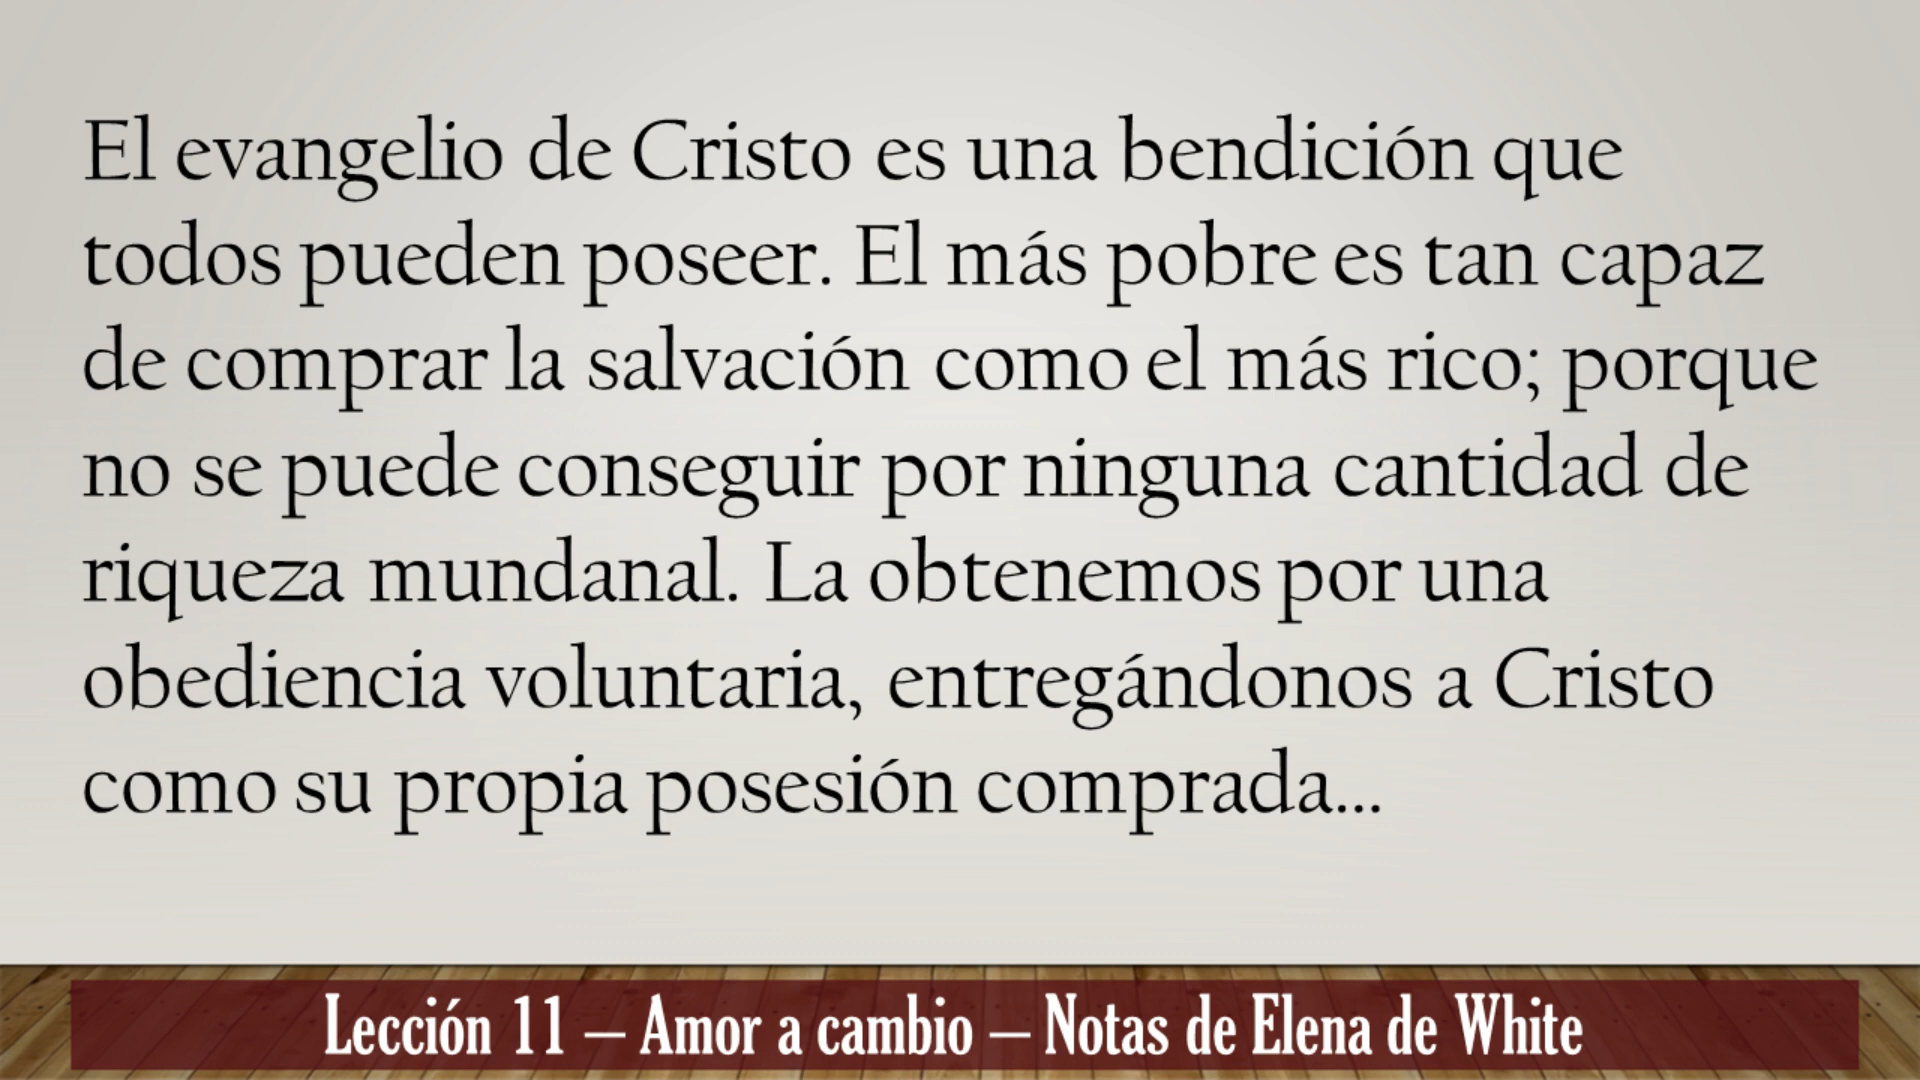 El evangelio de Cristo es una bendición que
todos pueden poseer. El más pobre es tan capaz
de comprar la salvación como el más rico; porque
no se puede conseguir por ninguna cantidad de
riqueza mundanal. La obtenemos por una
obediencia voluntaria, entregándonos a Cristo
como su propia posesión comprada...
Lección 11 – Amor a cambio – Notas de Elena de White